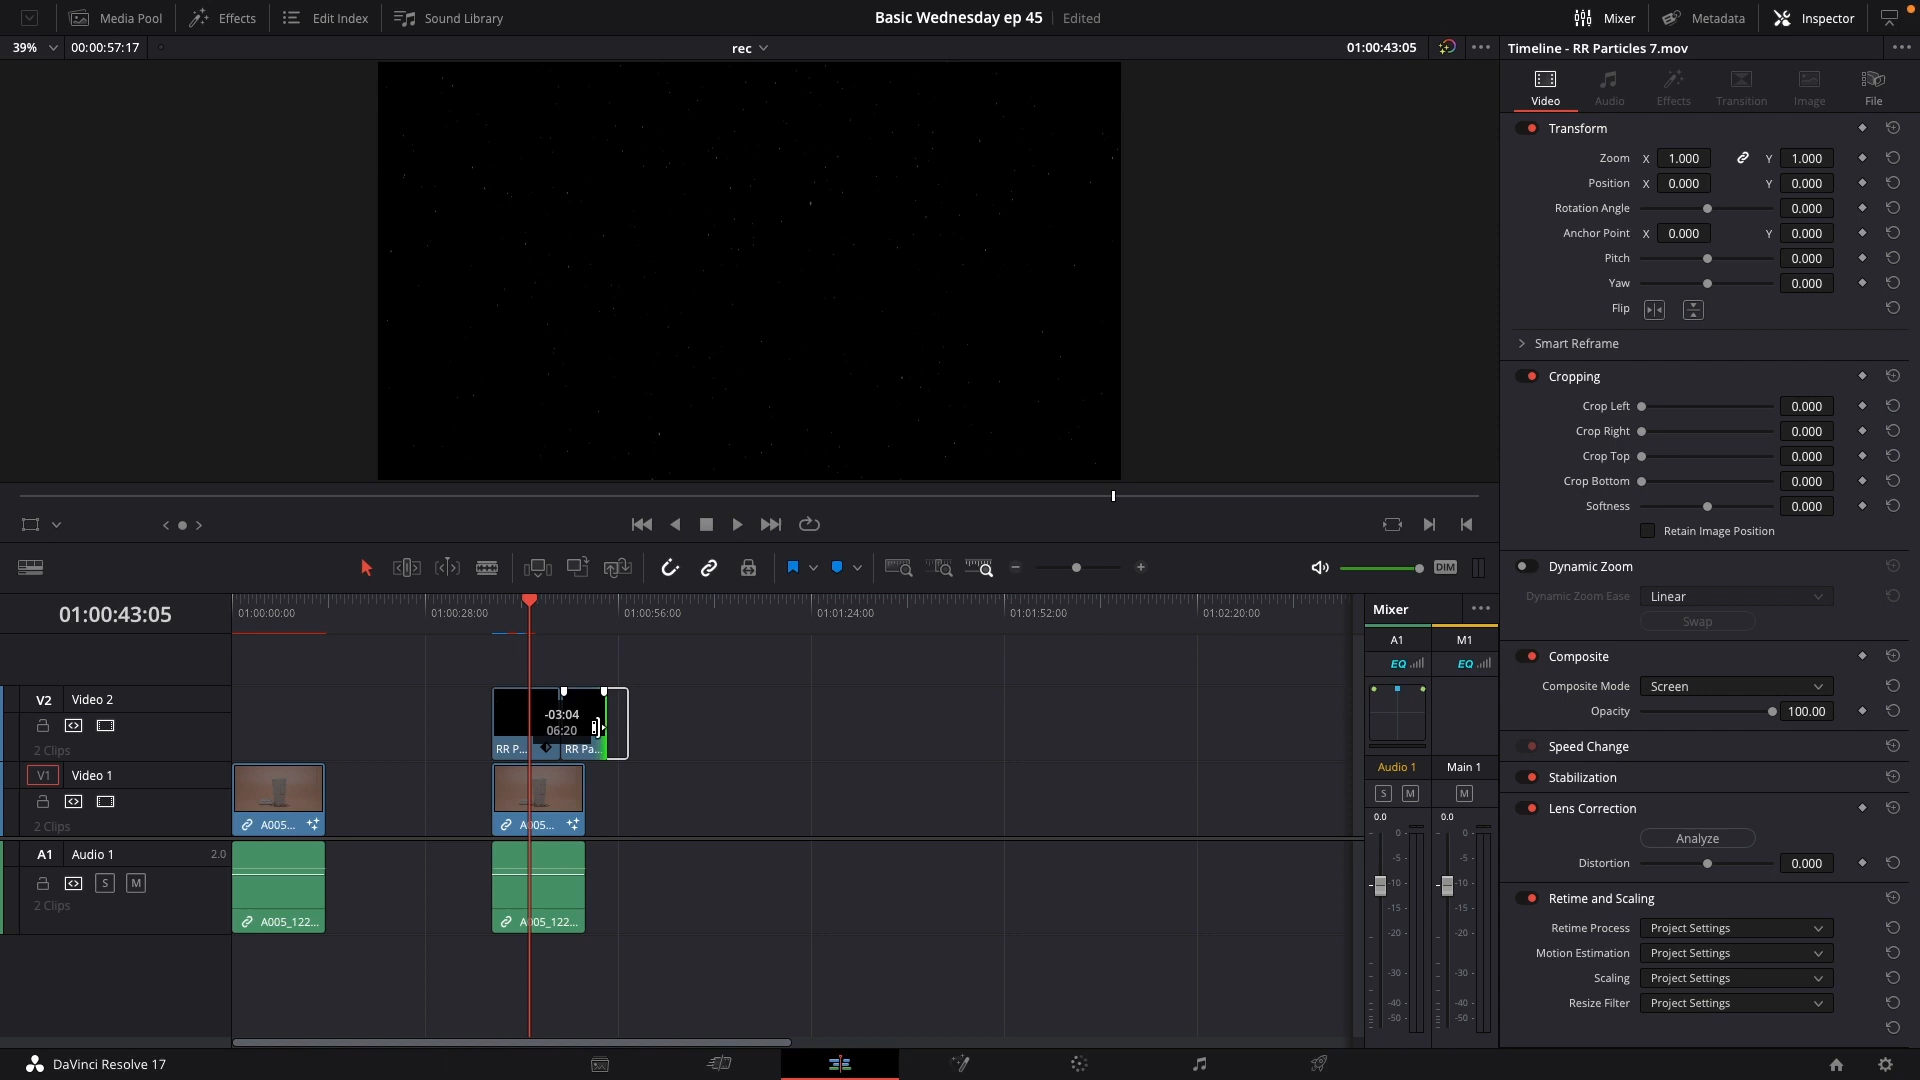 Media Pool
Effects
Edit Index
Sound Library
Basic Wednesday ep 45
Edited
Mixer
Metadata
Inspector
39%
00:00:57:17
rec
01:00:43:05
Timeline - RR Particles 7.mov
Video
Audio
Effects
Transition
Image
File
Transform
Zoom X 1.000 Y 1.000
Position X 0.000 Y 0.000
Rotation Angle 0.000
Anchor Point X 0.000 Y 0.000
Pitch 0.000
Yaw 0.000
Flip
Smart Reframe
Cropping
Crop Left 0.000
Crop Right 0.000
Crop Top 0.000
Crop Bottom 0.000
Softness 0.000
Retain Image Position
Dynamic Zoom
Dynamic Zoom Ease Linear
Swap
Composite
Composite Mode Screen
Opacity 100.00
Speed Change
Stabilization
Lens Correction
Analyze
Distortion 0.000
Retime and Scaling
Retime Process Project Settings
Motion Estimation Project Settings
Scaling Project Settings
Resize Filter Project Settings
DIM
01:00:43:05
01:00:00:00
01:00:28:00
01:00:56:00
01:01:24:00
01:01:52:00
01:02:20:00
V2 Video 2
2 Clips
-03:04
06:20
RR P...
RR Pa...
V1 Video 1
2 Clips
A005...
A005...
A1 Audio 1 2.0
S M
2 Clips
A005_122...
A005_122...
Mixer
A1 M1
EQ EQ
Audio 1 Main 1
S M M
0.0 0.0
0 0
-5 -5
-10 -10
-15 -15
-20 -20
-30 -30
-40 -40
-50 -50
DaVinci Resolve 17